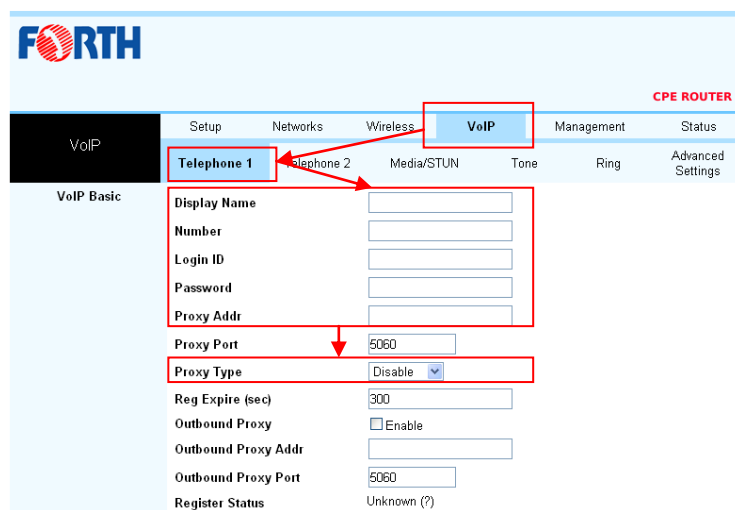 FORTH
CPE ROUTER
VoIP
Setup Networks Wireless VoIP Management Status
Telephone 1 Telephone 2 Media/STUN Tone Ring Advanced Settings
VoIP Basic
Display Name
Number
Login ID
Password
Proxy Addr
Proxy Port 5060
Proxy Type Disable
Reg Expire (sec) 300
Outbound Proxy Enable
Outbound Proxy Addr
Outbound Proxy Port 5060
Register Status Unknown (?)